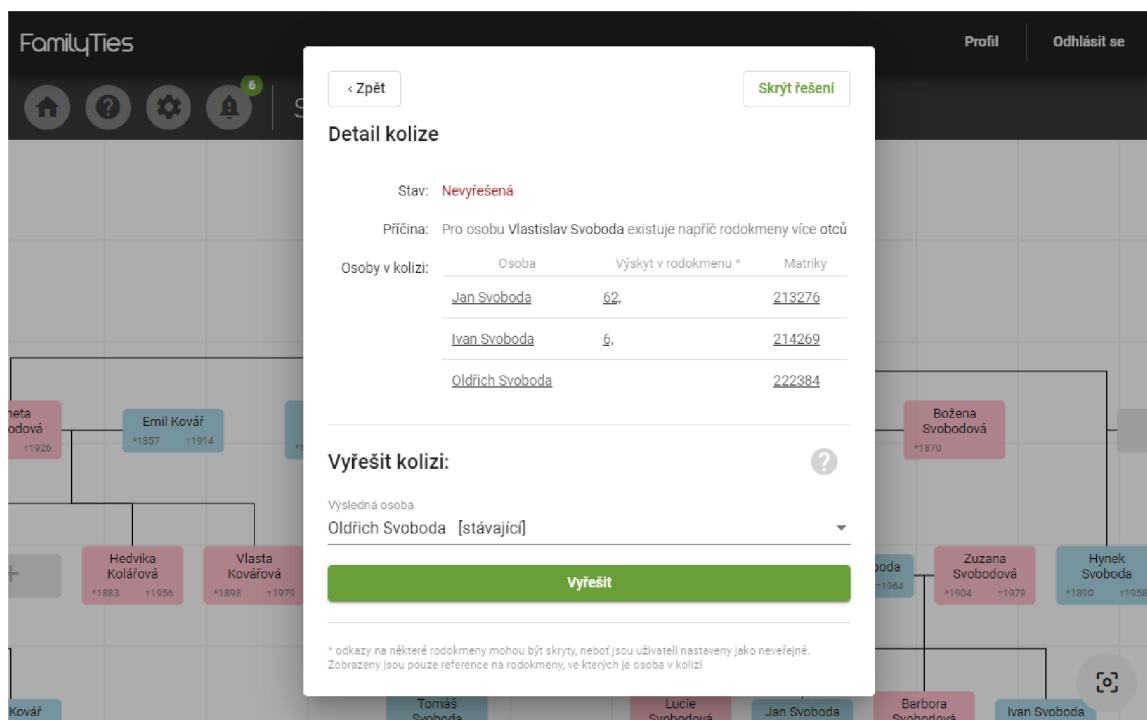 FamilyTies
Profil
Odhlásit se
6
‹ Zpět
Skrýt řešení
Detail kolize
Stav: Nevyřešená
Příčina: Pro osobu Vlastislav Svoboda existuje napříč rodokmeny více otců
Osoby v kolizi: Osoba Výskyt v rodokmenu * Matriky
Jan Svoboda 62, 213276
Ivan Svoboda 6, 214269
Oldřich Svoboda 222384
Vyřešit kolizi:
?
Výsledná osoba
Oldřich Svoboda [stávající]
Vyřešit
* odkazy na některé rodokmeny mohou být skryty, neboť jsou uživateli nastaveny jako neveřejné.
Zobrazeny jsou pouze reference na rodokmeny, ve kterých je osoba v kolizi
†1926
Emil Kovář
*1857 †1914
Božena
Svobodová
*1870
Hedvika
Kolářová
*1883 †1956
Vlasta
Kovářová
*1898 †1979
†1964
Zuzana
Svobodová
*1904 †1979
Hynek
Svoboda
*1890 †1958
Kovář
Tomáš
Svoboda
Lucie
Svobodová
Jan Svoboda
Barbora
Svobodová
Ivan Svoboda